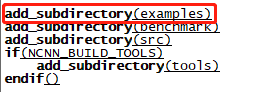 add_subdirectory(examples)
add_subdirectory(benchmark)
add_subdirectory(src)
if(NCNN_BUILD_TOOLS)
    add_subdirectory(tools)
endif()